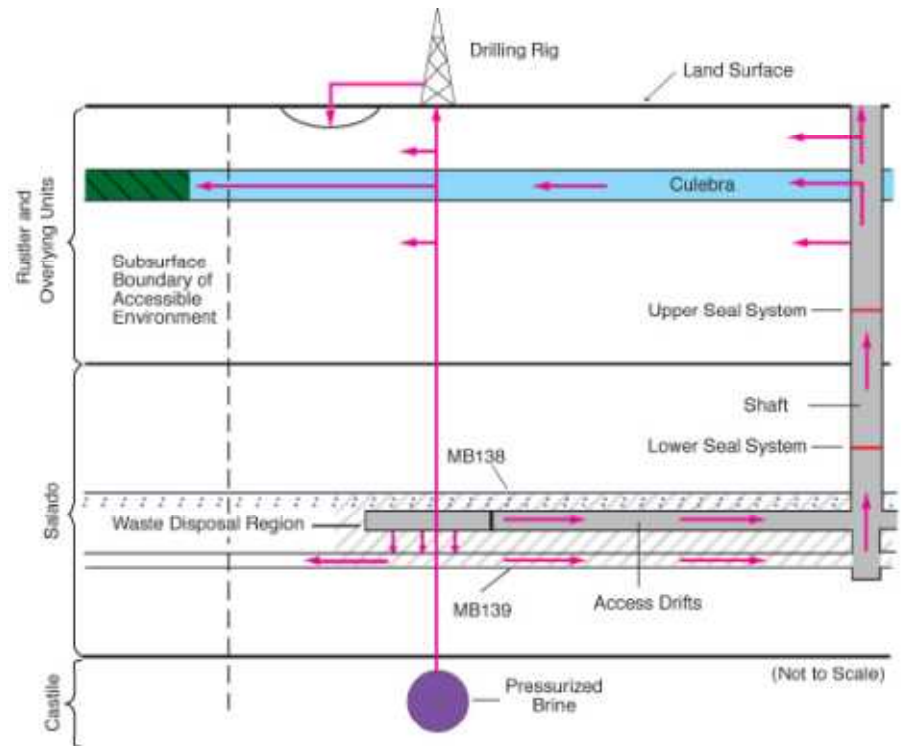 Drilling Rig
Land Surface
Rustler and
Overlying Units
Culebra
Subsurface
Boundary of
Accessible
Environment
Upper Seal System
Shaft
Lower Seal System
MB138
Salado
Waste Disposal Region
Access Drifts
MB139
(Not to Scale)
Castile
Pressurized
Brine